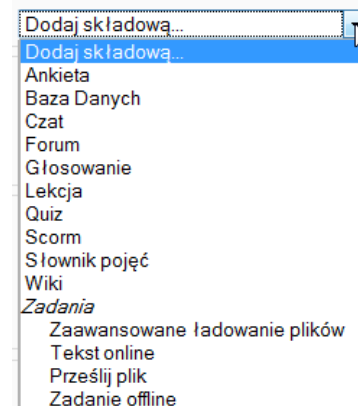 Dodaj składową...
Dodaj składową...
Ankieta
Baza Danych
Czat
Forum
Głosowanie
Lekcja
Quiz
Scorm
Słownik pojęć
Wiki
Zadania
Zaawansowane ładowanie plików
Tekst online
Prześlij plik
Zadanie offline